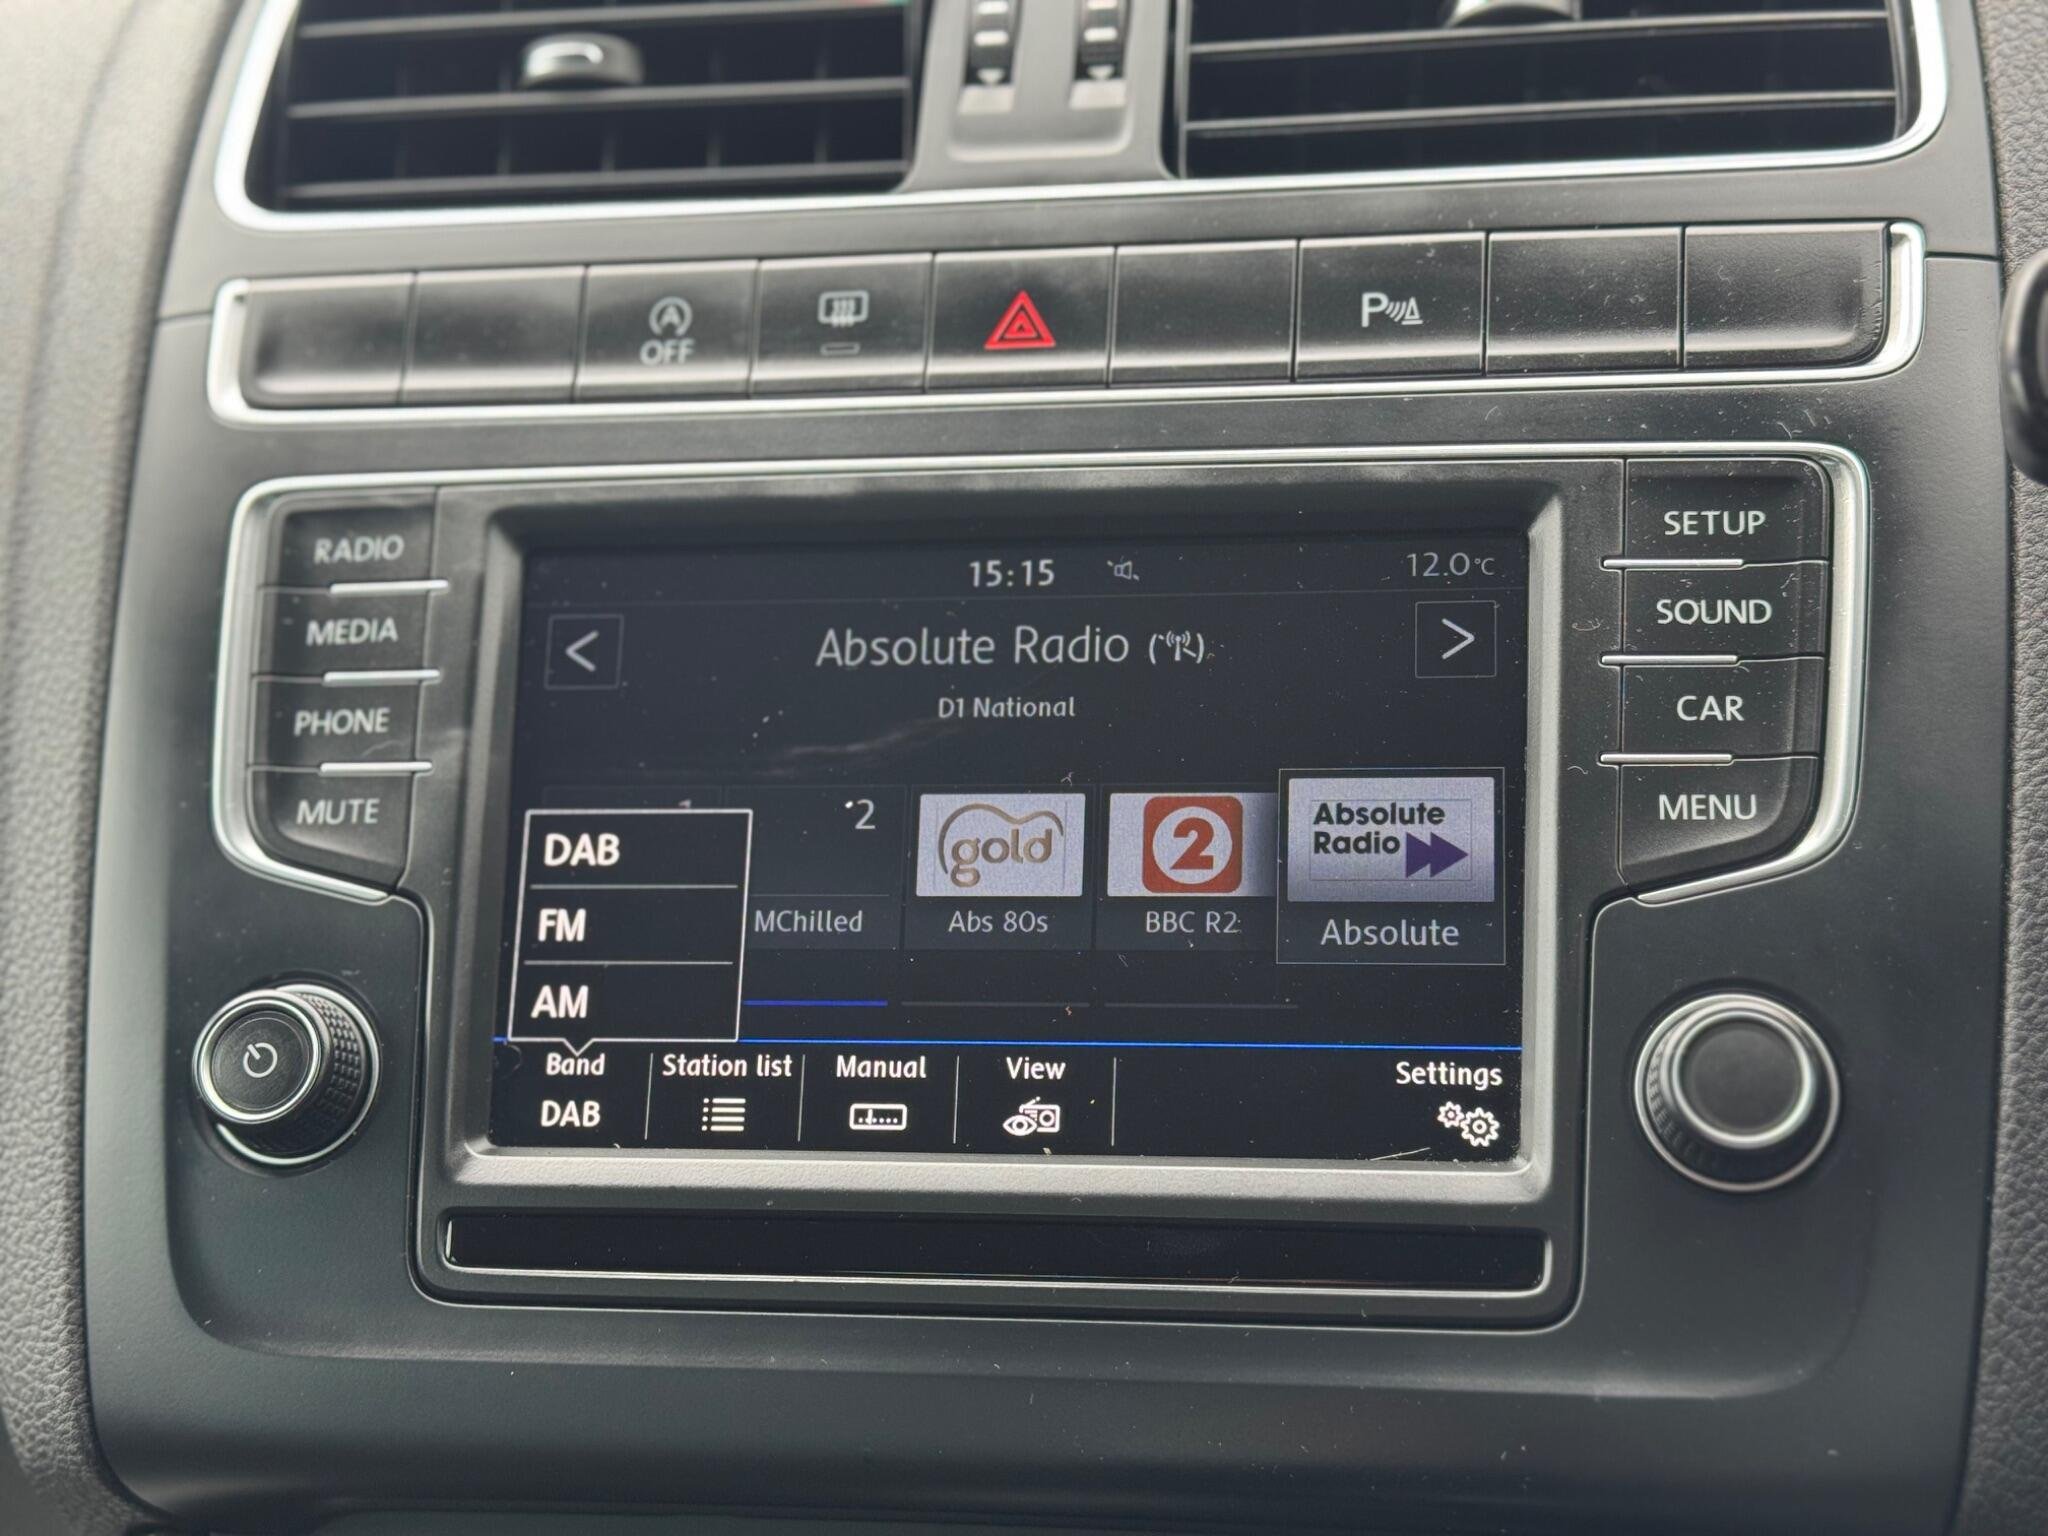 OFF
P
RADIO
MEDIA
PHONE
MUTE
SETUP
SOUND
CAR
MENU
15:15
12.0°C
<
Absolute Radio
>
D1 National
1
2
gold
2
Absolute
Radio
MChilled
Abs 80s
BBC R2
Absolute
DAB
FM
AM
Band
DAB
Station list
Manual
View
Settings